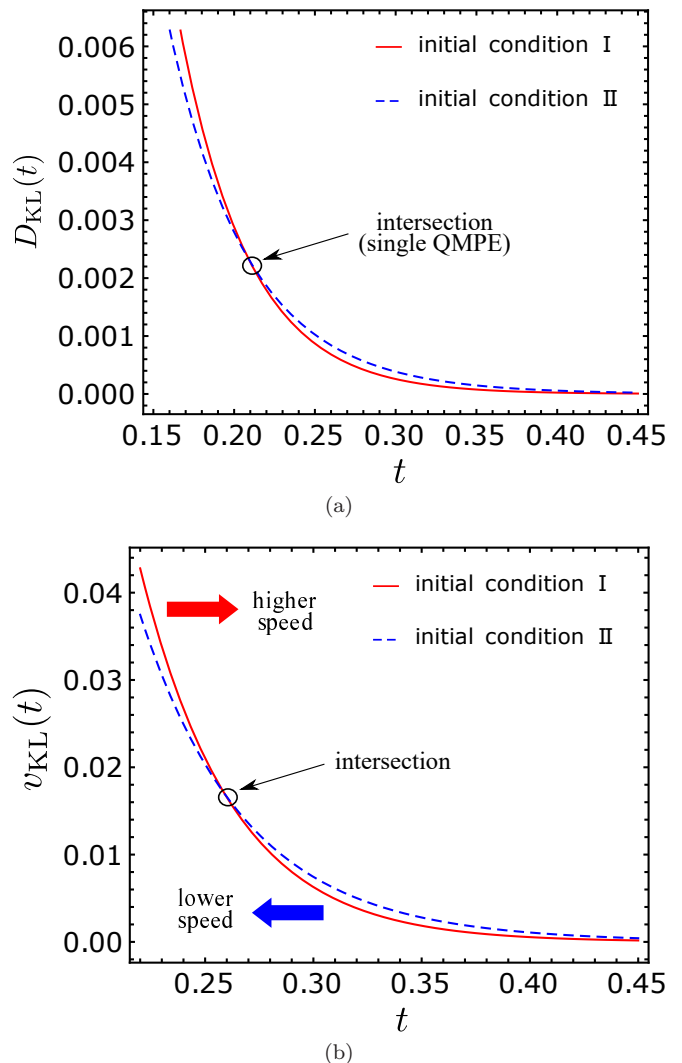 0.006
0.005
0.004
0.003
0.002
0.001
0.000
D_KL(t)
initial condition I
initial condition II
intersection
(single QMPE)
0.15 0.20 0.25 0.30 0.35 0.40 0.45
t
(a)
0.04
0.03
0.02
0.01
0.00
v_KL(t)
initial condition I
initial condition II
higher
speed
intersection
lower
speed
0.25 0.30 0.35 0.40 0.45
t
(b)